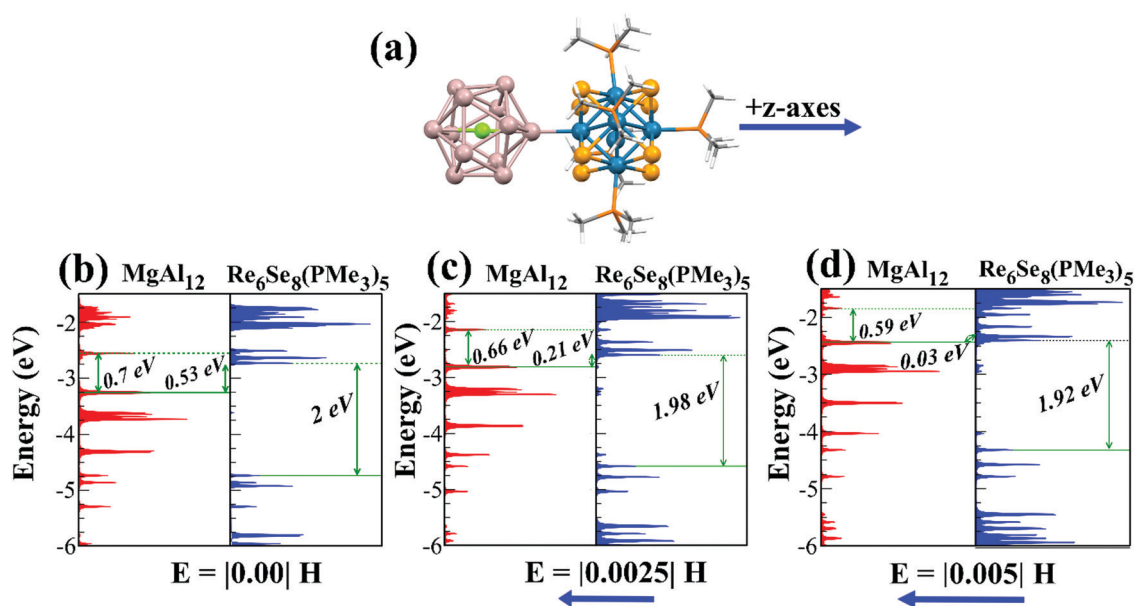 (a)
+z-axes
(b)
MgAl12
Re6Se8(PMe3)5
Energy (eV)
-2
-3
-4
-5
-6
0.7 eV
0.53 eV
2 eV
E = |0.00| H
(c)
MgAl12
Re6Se8(PMe3)5
Energy (eV)
-2
-3
-4
-5
-6
0.66 eV
0.21 eV
1.98 eV
E = |0.0025| H
(d)
MgAl12
Re6Se8(PMe3)5
Energy (eV)
-2
-3
-4
-5
-6
0.59 eV
0.03 eV
1.92 eV
E = |0.005| H